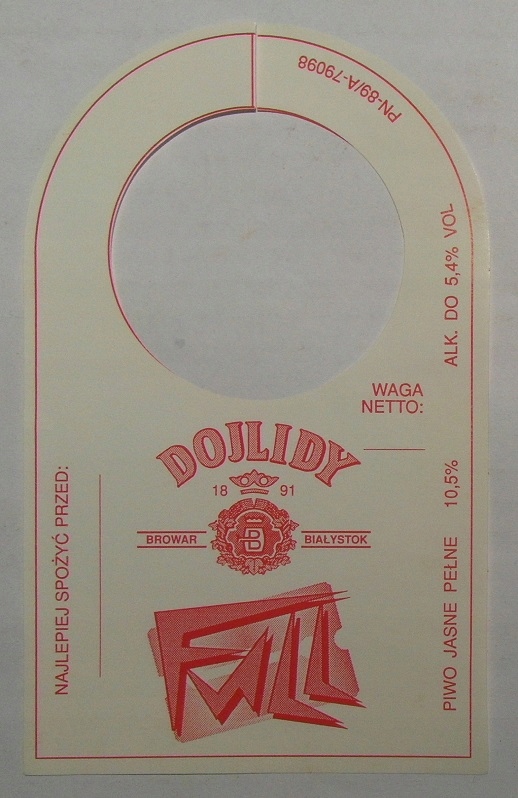 PN-89/A-79098
ALK. DO 5,4% VOL
WAGA
NETTO:
DOJLIDY
18 91
B
BROWAR BIAŁYSTOK
FULL
NAJLEPIEJ SPOŻYĆ PRZED:
PIWO JASNE PEŁNE 10,5%